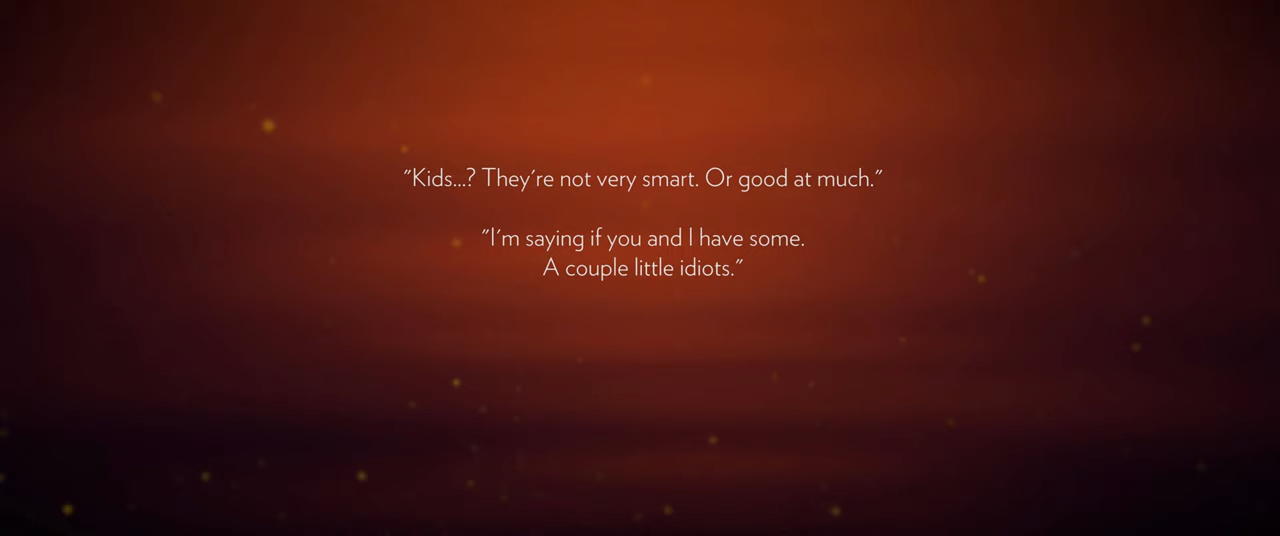 "Kids...? They're not very smart. Or good at much."
"I'm saying if you and I have some.
A couple little idiots."